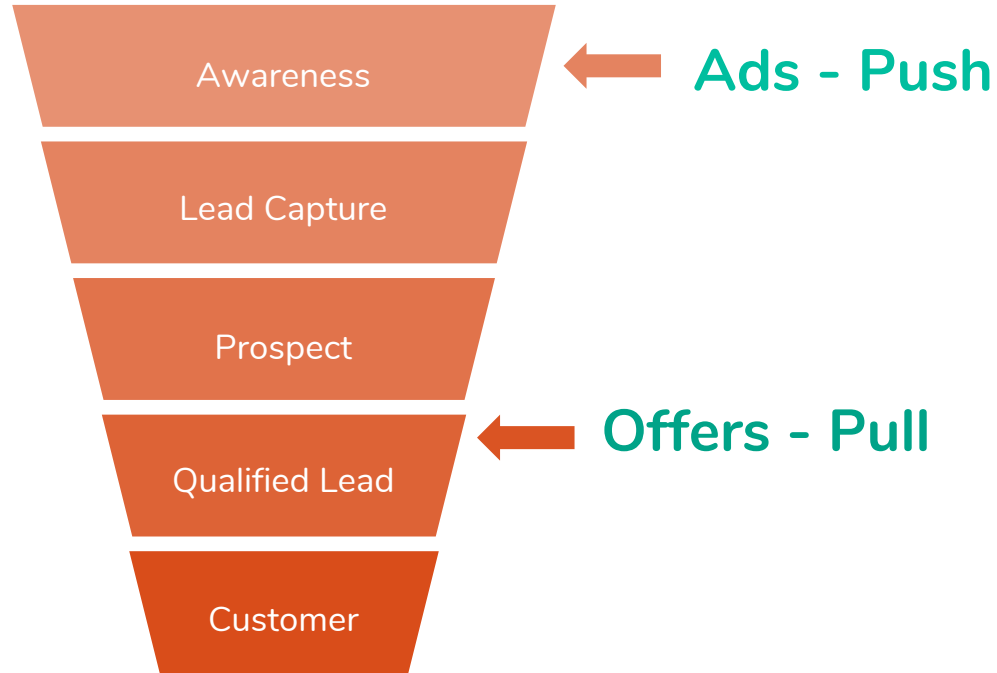 Awareness
Ads - Push
Lead Capture
Prospect
Offers - Pull
Qualified Lead
Customer